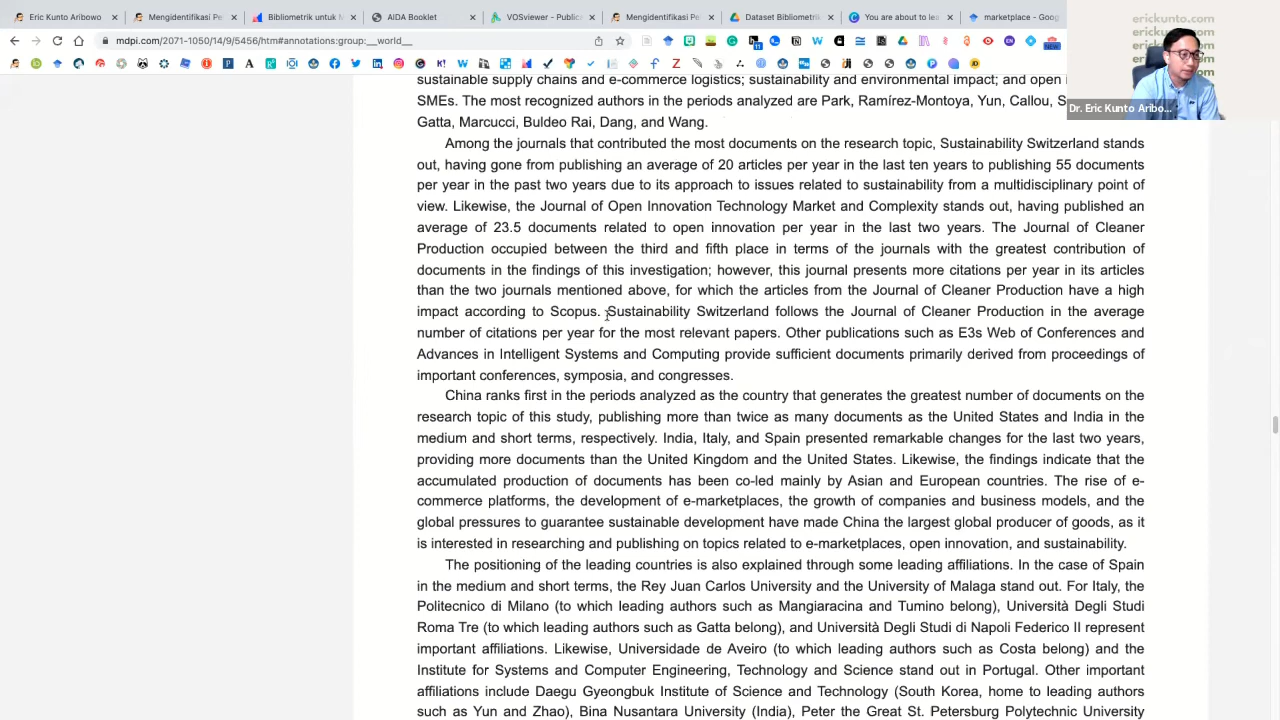 Eric Kunto Aribowo
Mengidentifikasi Pe
Bibliometrik untuk M
AIDA Booklet
VOSviewer - Public
Mengidentifikasi Pe
Dataset Bibliometrik
You are about to lea
marketplace - Goog
mdpi.com/2071-1050/14/9/5456/htm#annotations:group:__world__
erickunto.com
erickunto.com
Dr. Eric Kunto Aribo...
sustainable supply chains and e-commerce logistics; sustainability and environmental impact; and open i
SMEs. The most recognized authors in the periods analyzed are Park, Ramírez-Montoya, Yun, Callou, S
Gatta, Marcucci, Buldeo Rai, Dang, and Wang.
Among the journals that contributed the most documents on the research topic, Sustainability Switzerland stands
out, having gone from publishing an average of 20 articles per year in the last ten years to publishing 55 documents
per year in the past two years due to its approach to issues related to sustainability from a multidisciplinary point of
view. Likewise, the Journal of Open Innovation Technology Market and Complexity stands out, having published an
average of 23.5 documents related to open innovation per year in the last two years. The Journal of Cleaner
Production occupied between the third and fifth place in terms of the journals with the greatest contribution of
documents in the findings of this investigation; however, this journal presents more citations per year in its articles
than the two journals mentioned above, for which the articles from the Journal of Cleaner Production have a high
impact according to Scopus. Sustainability Switzerland follows the Journal of Cleaner Production in the average
number of citations per year for the most relevant papers. Other publications such as E3s Web of Conferences and
Advances in Intelligent Systems and Computing provide sufficient documents primarily derived from proceedings of
important conferences, symposia, and congresses.
China ranks first in the periods analyzed as the country that generates the greatest number of documents on the
research topic of this study, publishing more than twice as many documents as the United States and India in the
medium and short terms, respectively. India, Italy, and Spain presented remarkable changes for the last two years,
providing more documents than the United Kingdom and the United States. Likewise, the findings indicate that the
accumulated production of documents has been co-led mainly by Asian and European countries. The rise of e-
commerce platforms, the development of e-marketplaces, the growth of companies and business models, and the
global pressures to guarantee sustainable development have made China the largest global producer of goods, as it
is interested in researching and publishing on topics related to e-marketplaces, open innovation, and sustainability.
The positioning of the leading countries is also explained through some leading affiliations. In the case of Spain
in the medium and short terms, the Rey Juan Carlos University and the University of Malaga stand out. For Italy, the
Politecnico di Milano (to which leading authors such as Mangiaracina and Tumino belong), Università Degli Studi
Roma Tre (to which leading authors such as Gatta belong), and Università Degli Studi di Napoli Federico II represent
important affiliations. Likewise, Universidade de Aveiro (to which leading authors such as Costa belong) and the
Institute for Systems and Computer Engineering, Technology and Science stand out in Portugal. Other important
affiliations include Daegu Gyeongbuk Institute of Science and Technology (South Korea, home to leading authors
such as Yun and Zhao), Bina Nusantara University (India), Peter the Great St. Petersburg Polytechnic University